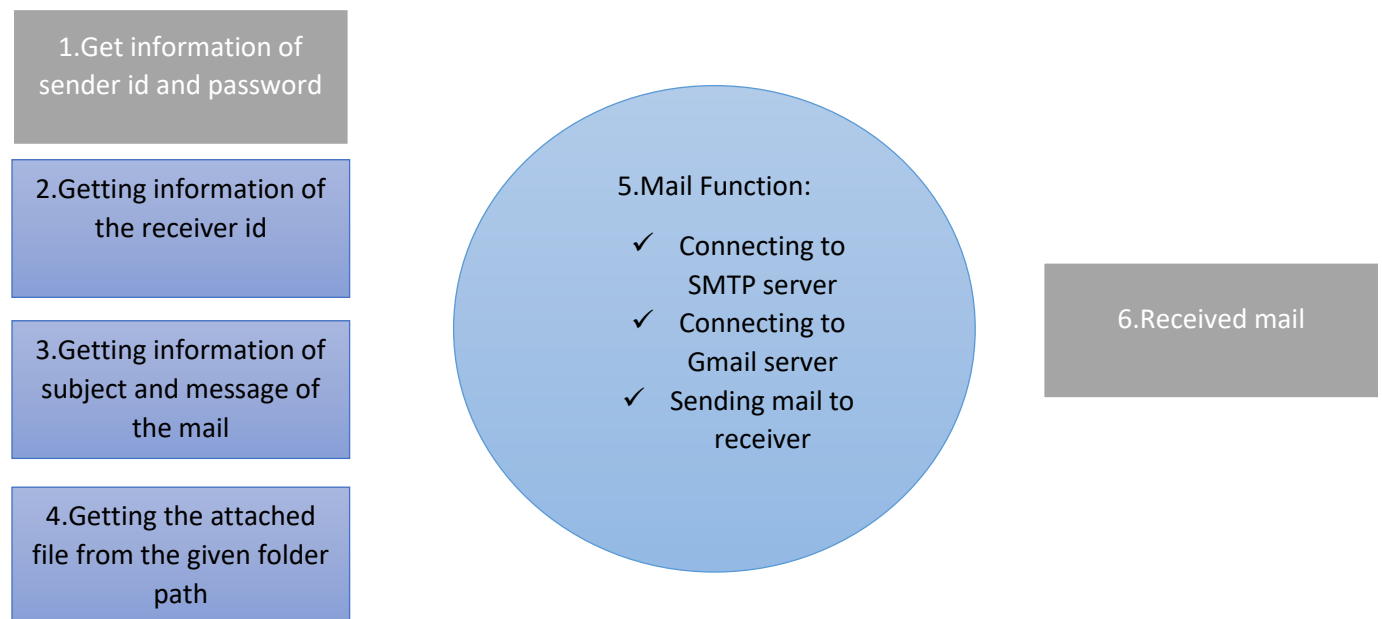 1.Get information of
sender id and password
2.Getting information of
the receiver id
3.Getting information of
subject and message of
the mail
4.Getting the attached
file from the given folder
path
5.Mail Function:
✓ Connecting to
SMTP server
✓ Connecting to
Gmail server
✓ Sending mail to
receiver
6.Received mail